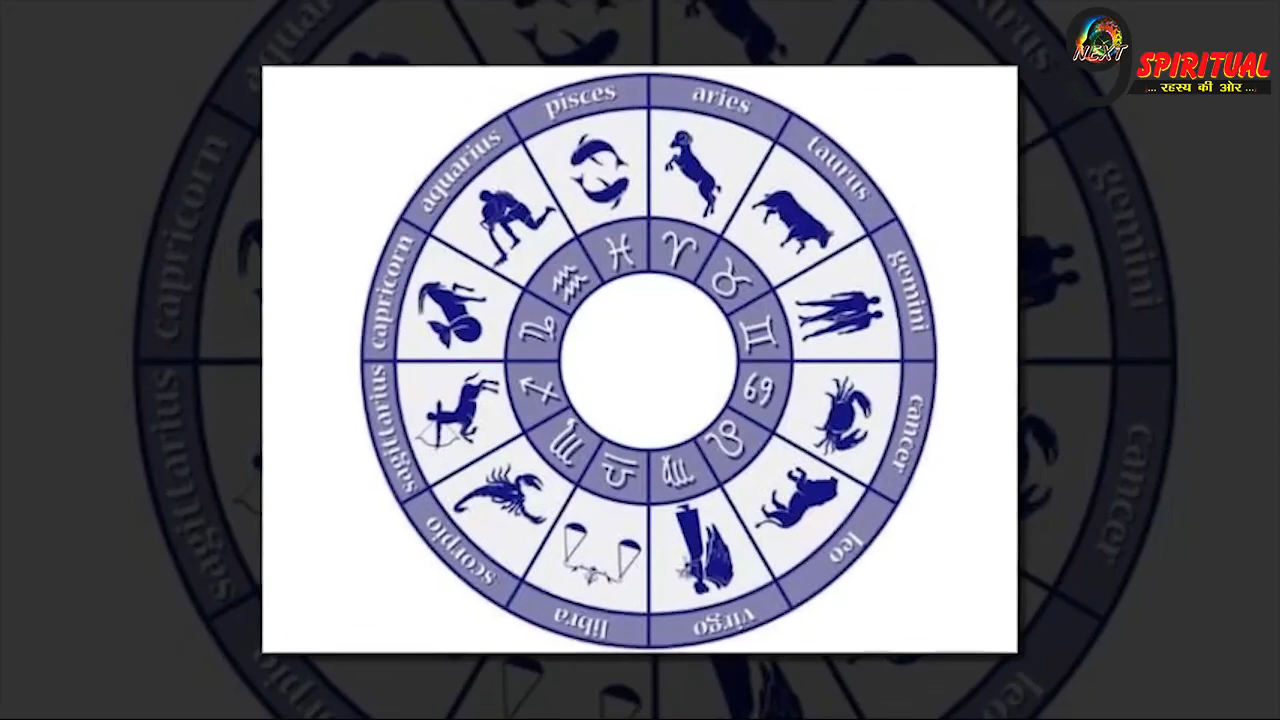 NEXT
SPIRITUAL
... रहस्य की ओर ...
pisces
aries
aquarius
taurus
capricorn
gemini
sagittarius
cancer
scorpio
leo
libra
virgo